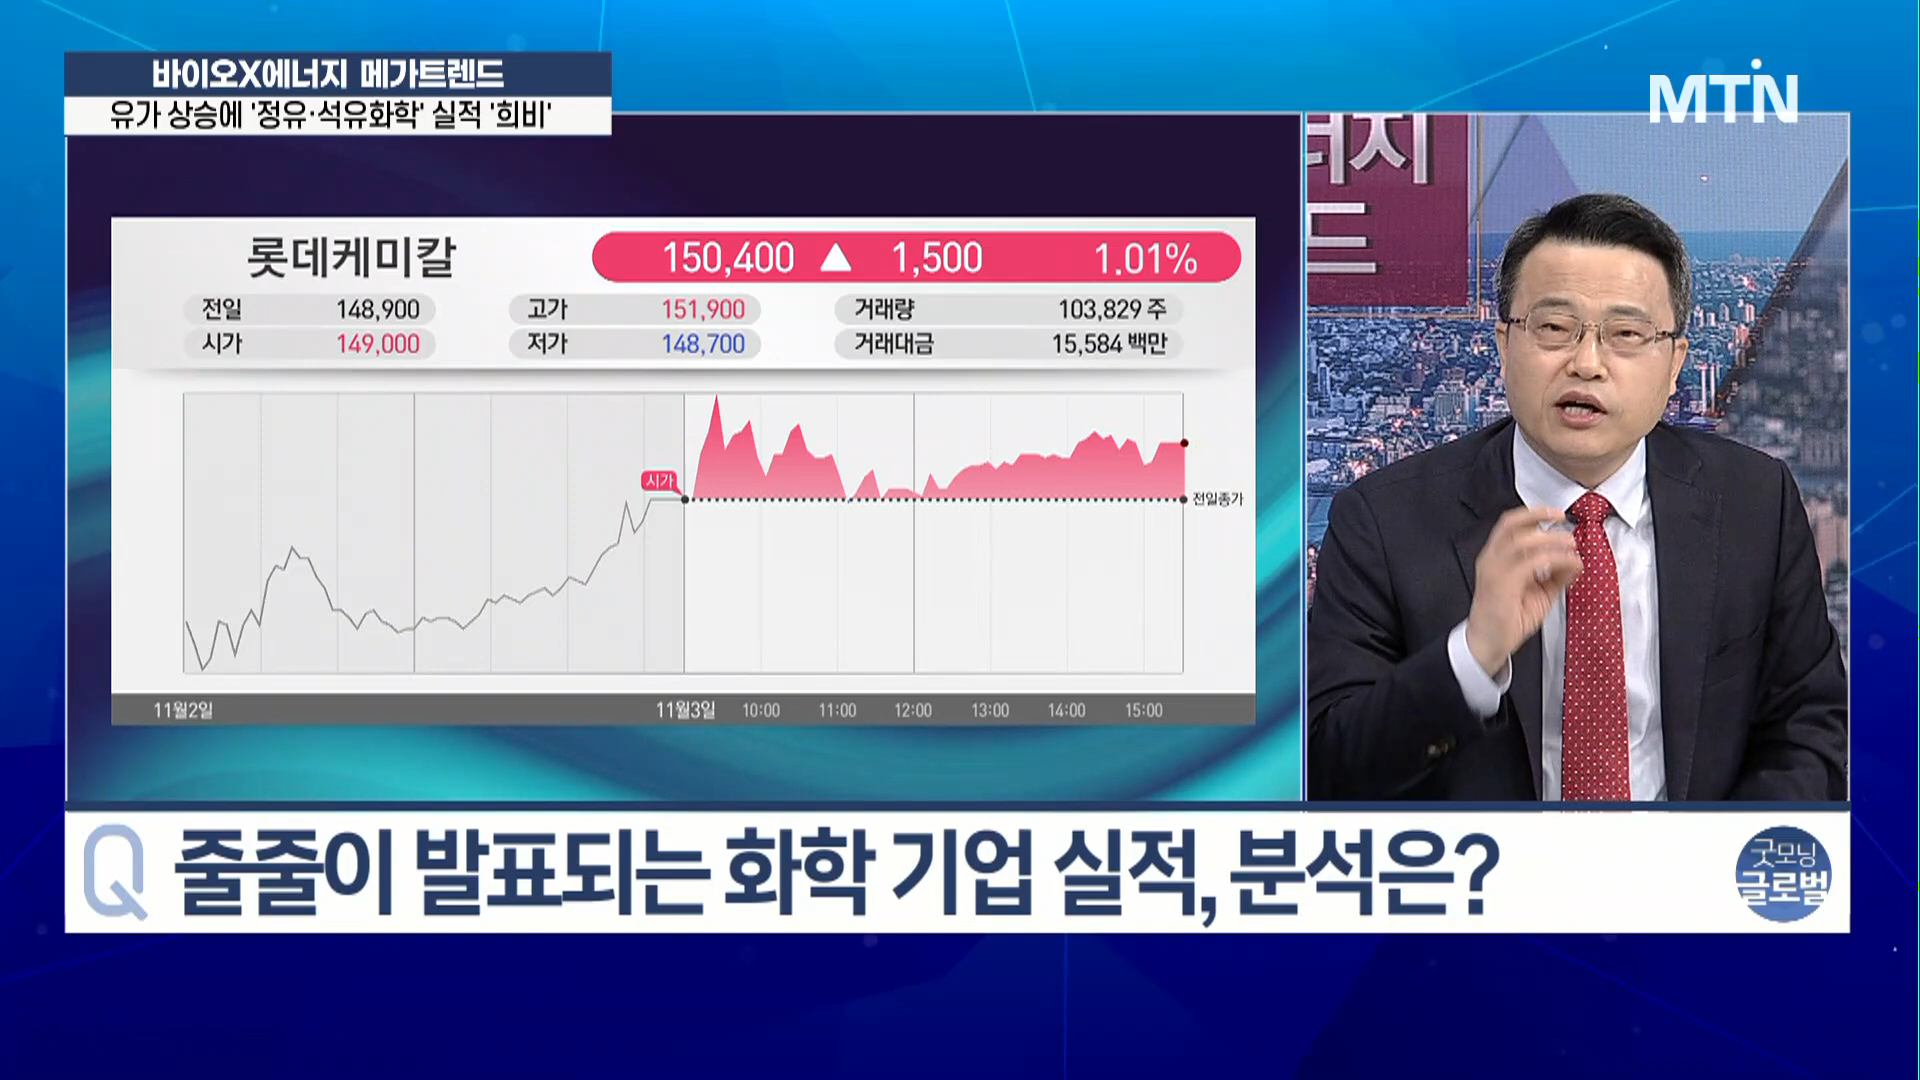 바이오X에너지 메가트렌드
유가 상승에 '정유·석유화학' 실적 '희비'
MTN
너지
드
롯데케미칼 150,400 ▲ 1,500 1.01%
전일 148,900 고가 151,900 거래량 103,829 주
시가 149,000 저가 148,700 거래대금 15,584 백만
시가
전일종가
11월2일 11월3일 10:00 11:00 12:00 13:00 14:00 15:00
Q 줄줄이 발표되는 화학 기업 실적, 분석은?
굿모닝
글로벌